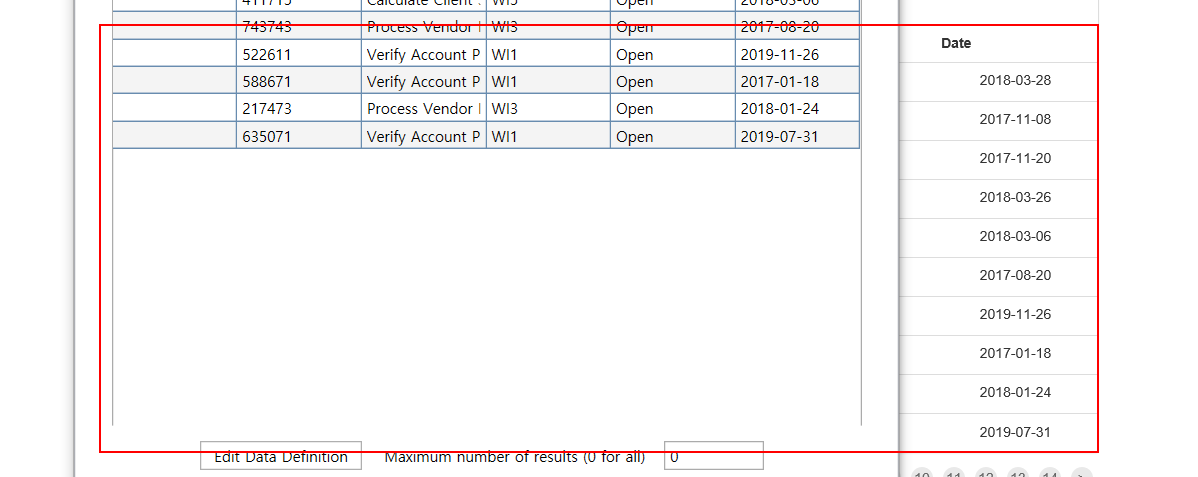 411715 Calculate Client WI5 Open 2018-03-06
743743 Process Vendor WI3 Open 2017-08-20
522611 Verify Account P WI1 Open 2019-11-26
588671 Verify Account P WI1 Open 2017-01-18
217473 Process Vendor WI3 Open 2018-01-24
635071 Verify Account P WI1 Open 2019-07-31
Edit Data Definition Maximum number of results (0 for all) 0
Date
2018-03-28
2017-11-08
2017-11-20
2018-03-26
2018-03-06
2017-08-20
2019-11-26
2017-01-18
2018-01-24
2019-07-31
10 11 12 13 14 >